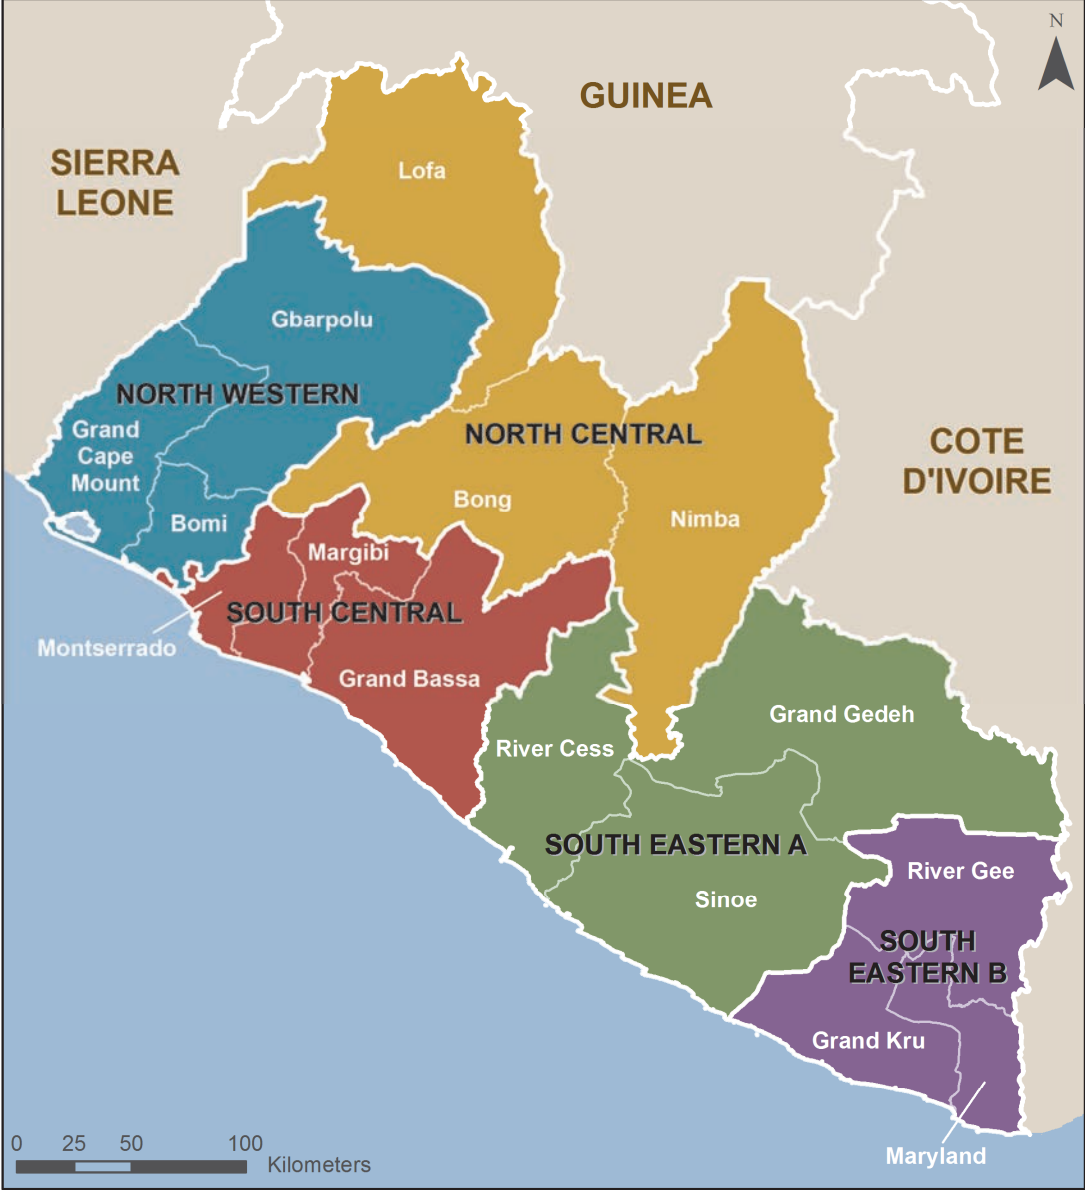 N
GUINEA
SIERRA
LEONE
Lofa
Gbarpolu
NORTH WESTERN
Grand
Cape
Mount
NORTH CENTRAL
COTE
D'IVOIRE
Bong
Nimba
Bomi
Margibi
SOUTH CENTRAL
Montserrado
Grand Bassa
Grand Gedeh
River Cess
SOUTH EASTERN A
River Gee
Sinoe
SOUTH
EASTERN B
Grand Kru
0 25 50 100
Kilometers
Maryland